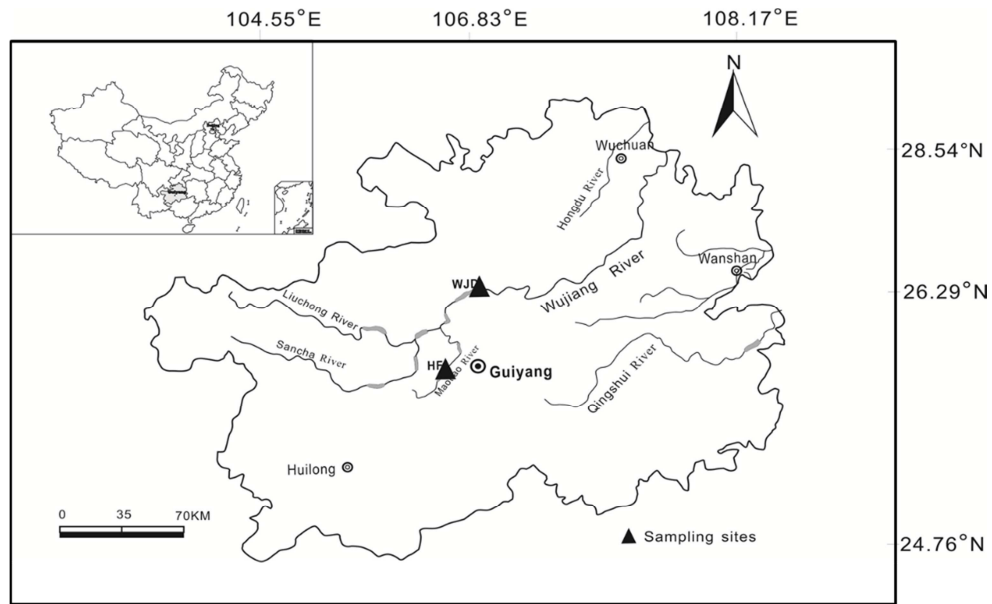 104.55°E 106.83°E 108.17°E
N
Wuchuan
28.54°N
Hongdu River
Wanshan
WJD
Wujiang River
26.29°N
Liuchong River
Sancha River
HF
River
Guiyang
Qingshui River
Huilong
0 35 70KM
Sampling sites
24.76°N